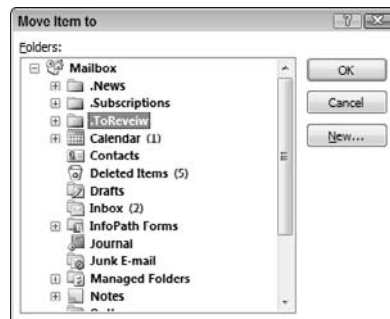 Move Item to
Folders:
Mailbox
.News
.Subscriptions
.ToReveiw
Calendar (1)
Contacts
Deleted Items (5)
Drafts
Inbox (2)
InfoPath Forms
Journal
Junk E-mail
Managed Folders
Notes
OK
Cancel
New...